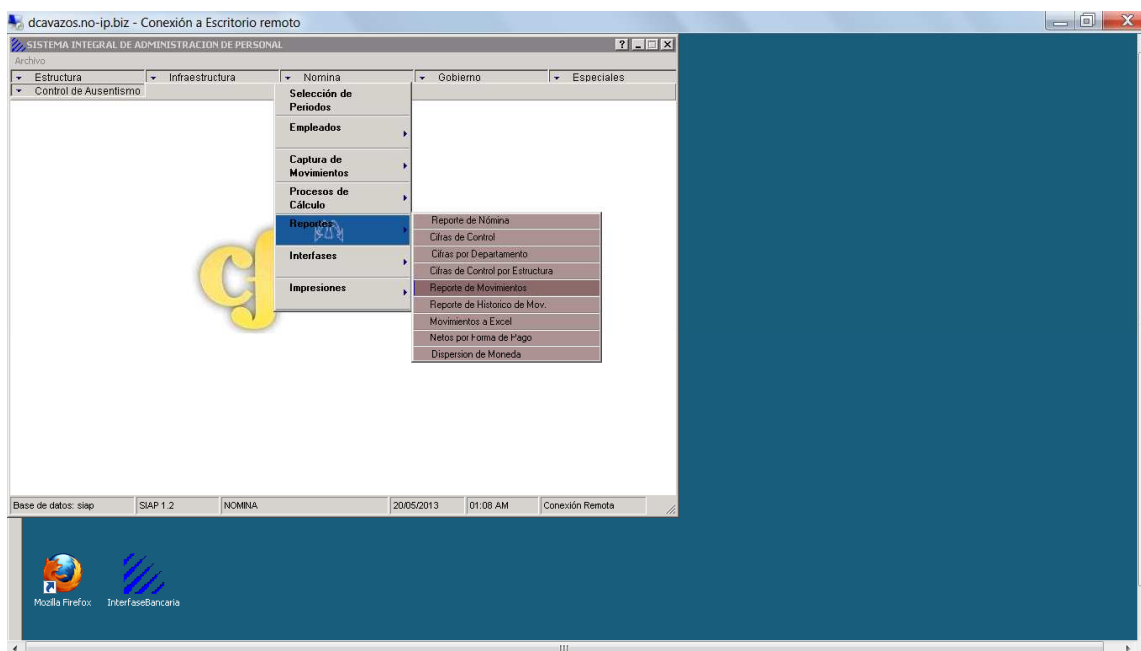 dcavazos.no-ip.biz - Conexión a Escritorio remoto
SISTEMA INTEGRAL DE ADMINISTRACION DE PERSONAL
Archivo
Estructura Infraestructura Nomina Gobierno Especiales
Control de Ausentismo
Selección de
Periodos
Empleados
Captura de
Movimientos
Procesos de
Cálculo
Reportes
Interfases
Impresiones
Reporte de Nómina
Cifras de Control
Cifras por Departamento
Cifras de Control por Estructura
Reporte de Movimientos
Reporte de Historico de Mov.
Movimientos a Excel
Netos por Forma de Pago
Dispersion de Moneda
Base de datos: siap SIAP 1.2 NOMINA 20/05/2013 01:08 AM Conexión Remota
Mozilla Firefox InterfaseBancaria